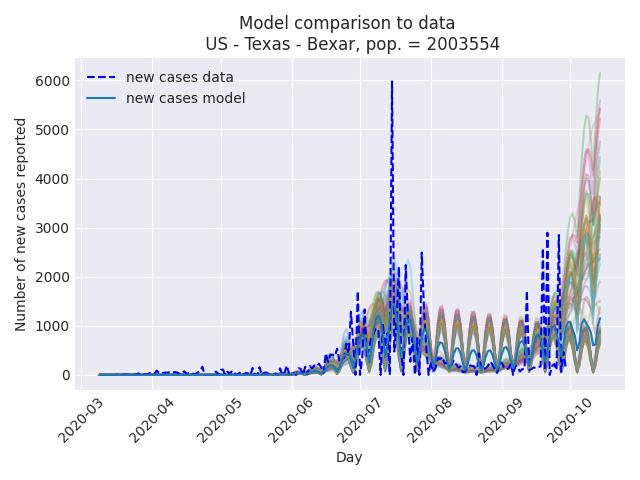 Model comparison to data
US - Texas - Bexar, pop. = 2003554
new cases data
new cases model
Number of new cases reported
6000
5000
4000
3000
2000
1000
0
2020-03
2020-04
2020-05
2020-06
2020-07
2020-08
2020-09
2020-10
Day